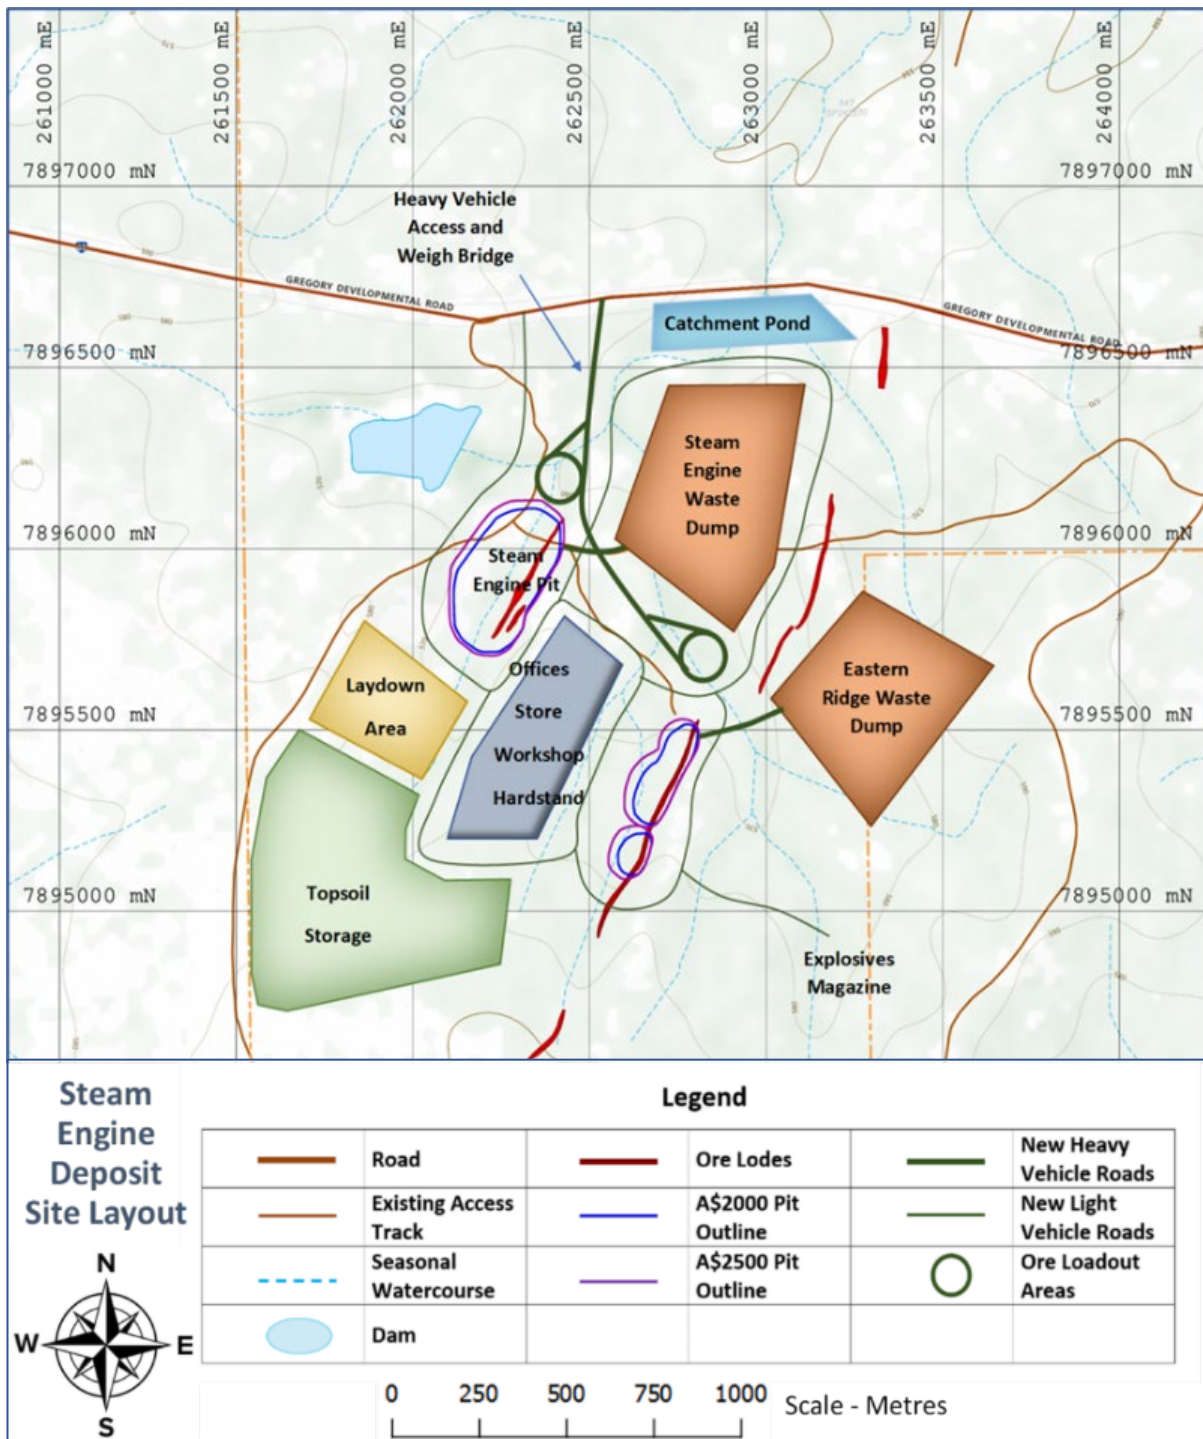 261000 mE
261500 mE
262000 mE
262500 mE
263000 mE
263500 mE
264000 mE
7897000 mN
7897000 mN
Heavy Vehicle
Access and
Weigh Bridge
GREGORY DEVELOPMENTAL ROAD
Catchment Pond
GREGORY DEVELOPMENTAL ROAD
7896500 mN
7896500 mN
Steam
Engine
Waste
Dump
7896000 mN
7896000 mN
Steam
Engine Pit
Offices
Store
Workshop
Hardstand
Laydown
Area
Eastern
Ridge Waste
Dump
7895500 mN
7895500 mN
Topsoil
Storage
7895000 mN
7895000 mN
Explosives
Magazine
Steam
Engine
Deposit
Site Layout
Legend
Road
Ore Lodes
New Heavy
Vehicle Roads
Existing Access
Track
A$2000 Pit
Outline
New Light
Vehicle Roads
Seasonal
Watercourse
A$2500 Pit
Outline
Ore Loadout
Areas
Dam
N
W E
S
0 250 500 750 1000
Scale - Metres